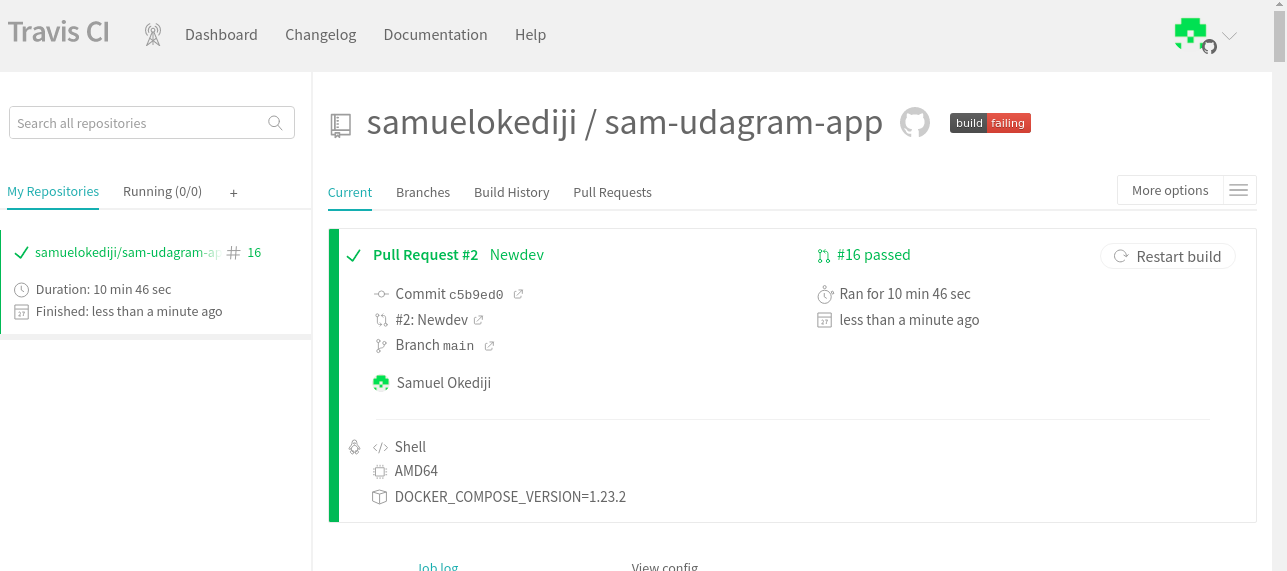 Travis CI
Dashboard Changelog Documentation Help
Search all repositories
samuelokediji / sam-udagram-app
build failing
My Repositories Running (0/0) +
Current Branches Build History Pull Requests
More options
samuelokediji/sam-udagram-ap # 16
Duration: 10 min 46 sec
Finished: less than a minute ago
Pull Request #2 Newdev
#16 passed
Restart build
Commit c5b9ed0
#2: Newdev
Branch main
Ran for 10 min 46 sec
less than a minute ago
Samuel Okediji
Shell
AMD64
DOCKER_COMPOSE_VERSION=1.23.2
Job log View config